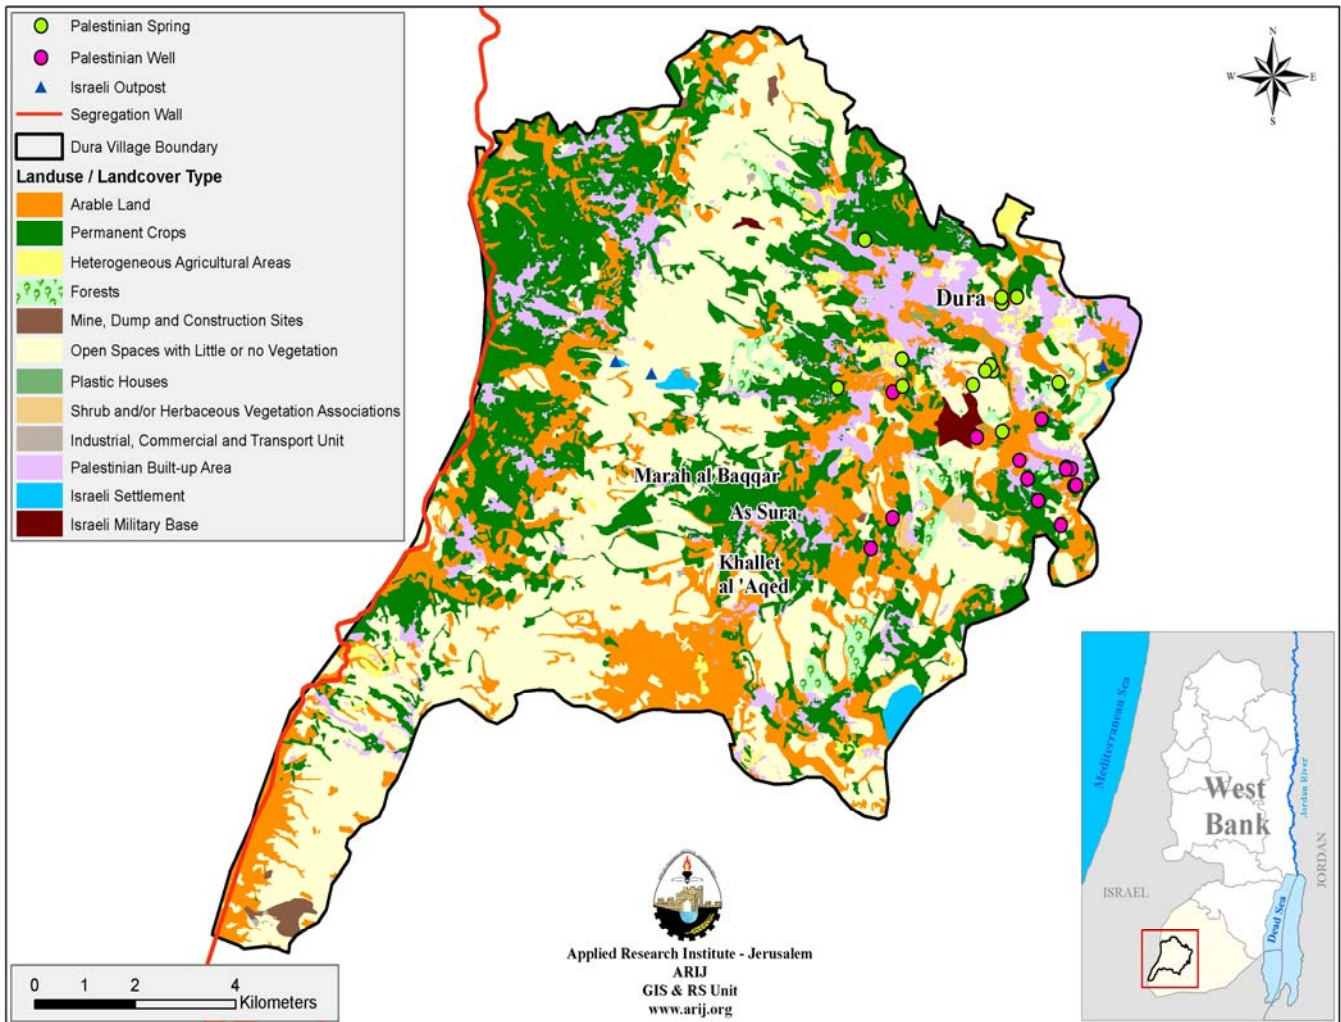 Palestinian Spring
Palestinian Well
Israeli Outpost
Segregation Wall
Dura Village Boundary
Landuse / Landcover Type
Arable Land
Permanent Crops
Heterogeneous Agricultural Areas
Forests
Mine, Dump and Construction Sites
Open Spaces with Little or no Vegetation
Plastic Houses
Shrub and/or Herbaceous Vegetation Associations
Industrial, Commercial and Transport Unit
Palestinian Built-up Area
Israeli Settlement
Israeli Military Base
N
W E
S
Dura
Marah al Baqqar
As Sura
Khallet
al 'Aqed
Mediterranean Sea
West
Bank
Jordan River
JORDAN
ISRAEL
Dead Sea
Applied Research Institute - Jerusalem
ARIJ
GIS & RS Unit
www.arij.org
0 1 2 4
Kilometers